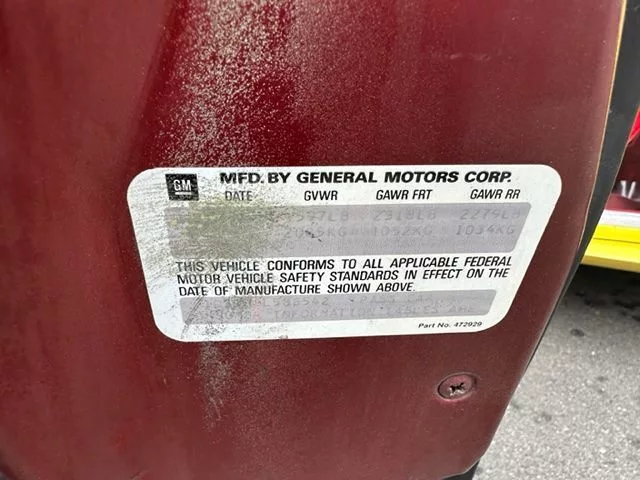 GM
MFD. BY GENERAL MOTORS CORP.
DATE GVWR GAWR FRT GAWR RR
2318LB 2279LB
1052KG 1034KG
THIS VEHICLE CONFORMS TO ALL APPLICABLE FEDERAL
MOTOR VEHICLE SAFETY STANDARDS IN EFFECT ON THE
DATE OF MANUFACTURE SHOWN ABOVE.
Part No. 472929